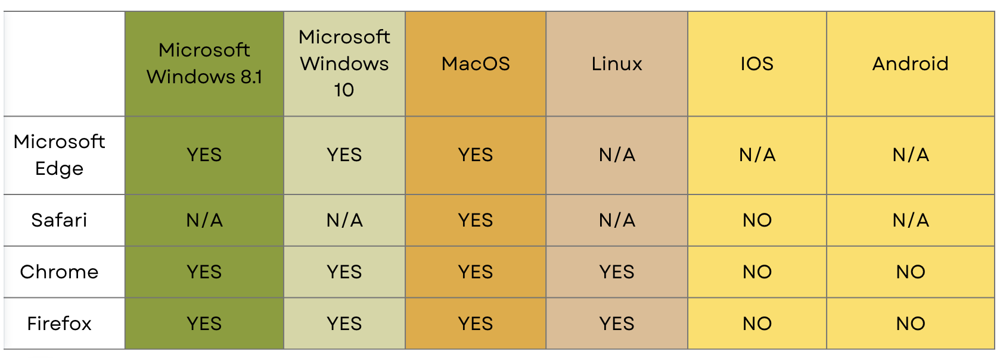 Microsoft
Windows 8.1
Microsoft
Windows
10
MacOS
Linux
IOS
Android
Microsoft
Edge
YES
YES
YES
N/A
N/A
N/A
Safari
N/A
N/A
YES
N/A
NO
N/A
Chrome
YES
YES
YES
YES
NO
NO
Firefox
YES
YES
YES
YES
NO
NO